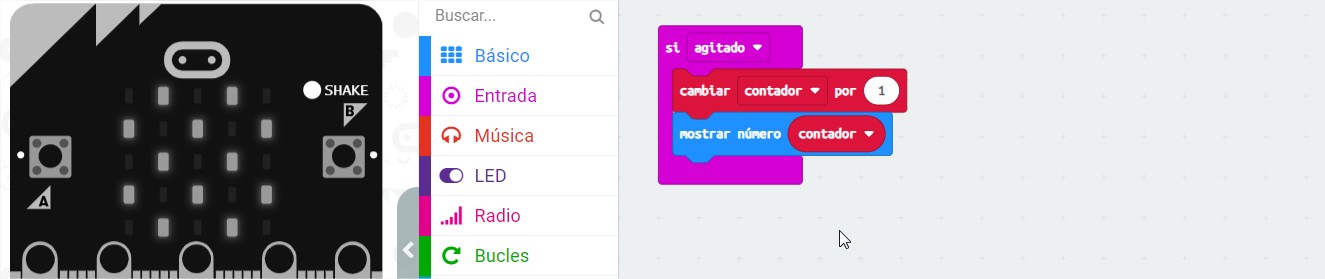 SHAKE
B
A
Buscar...
Básico
Entrada
Música
LED
Radio
Bucles
si agitado
cambiar contador por 1
mostrar número contador